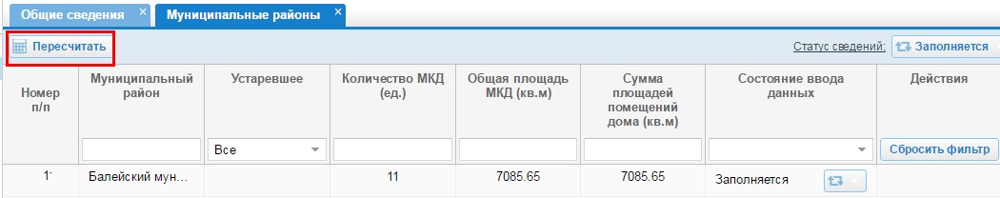 Общие сведения × Муниципальные районы ×
Пересчитать Статус сведений: Заполняется
Номер п/п
Муниципальный район
Устаревшее
Количество МКД (ед.)
Общая площадь МКД (кв.м)
Сумма площадей помещений дома (кв.м)
Состояние ввода данных
Действия
Все Сбросить фильтр
11 Балейский мун... 11 7085.65 7085.65 Заполняется